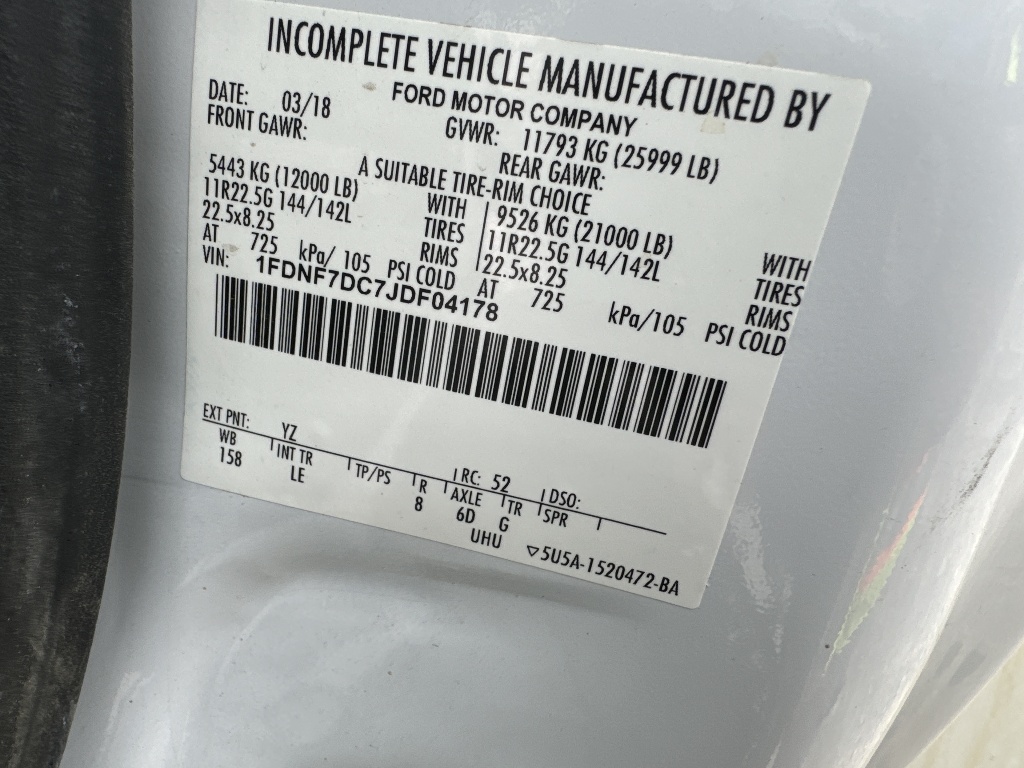 INCOMPLETE VEHICLE MANUFACTURED BY
FORD MOTOR COMPANY
DATE: 03/18 GVWR: 11793 KG (25999 LB)
FRONT GAWR: REAR GAWR:
A SUITABLE TIRE-RIM CHOICE
5443 KG (12000 LB) WITH 9526 KG (21000 LB) WITH
11R22.5G 144/142L TIRES 11R22.5G 144/142L TIRES
22.5x8.25 RIMS 22.5x8.25 RIMS
AT 725 kPa/ 105 PSI COLD AT 725 kPa/105 PSI COLD
VIN: 1FDNF7DC7JDF04178
EXT PNT: YZ RC: 52 DSO:
WB INT TR TP/PS R AXLE TR SPR
158 LE 8 6D G
UHU ▽5U5A-1520472-BA